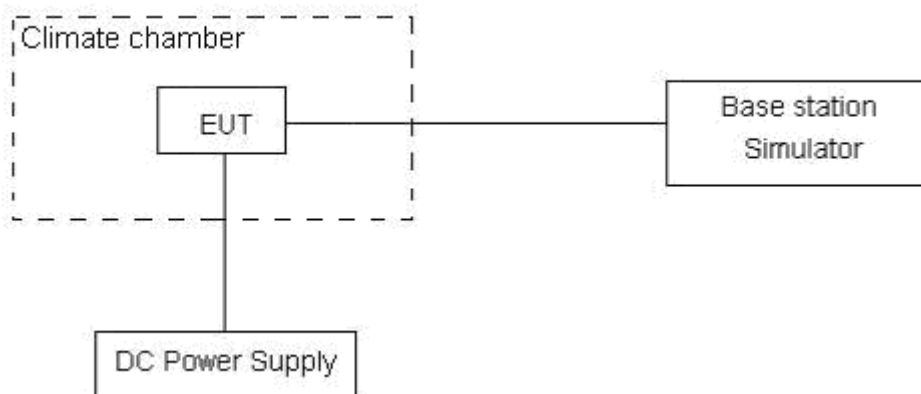 Climate chamber
EUT
Base station
Simulator
DC Power Supply